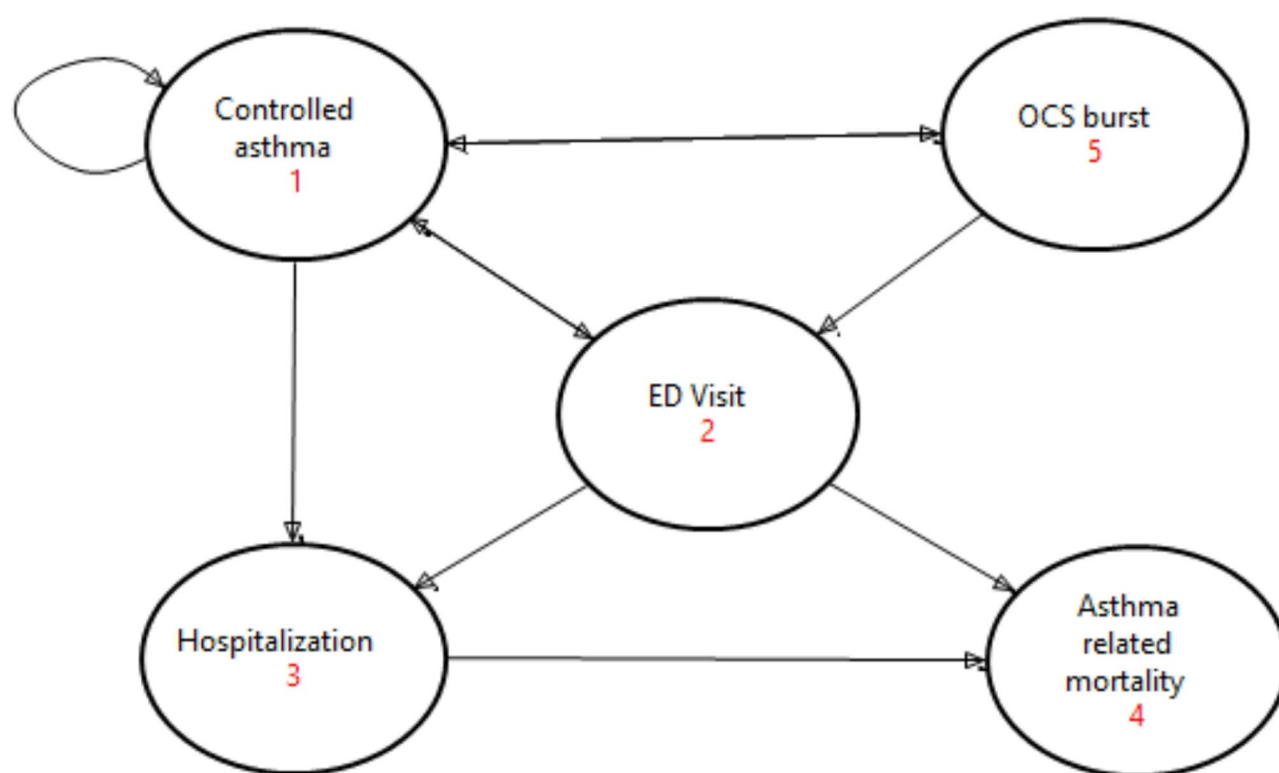 Controlled
asthma
1
OCS burst
5
ED Visit
2
Hospitalization
3
Asthma
related
mortality
4